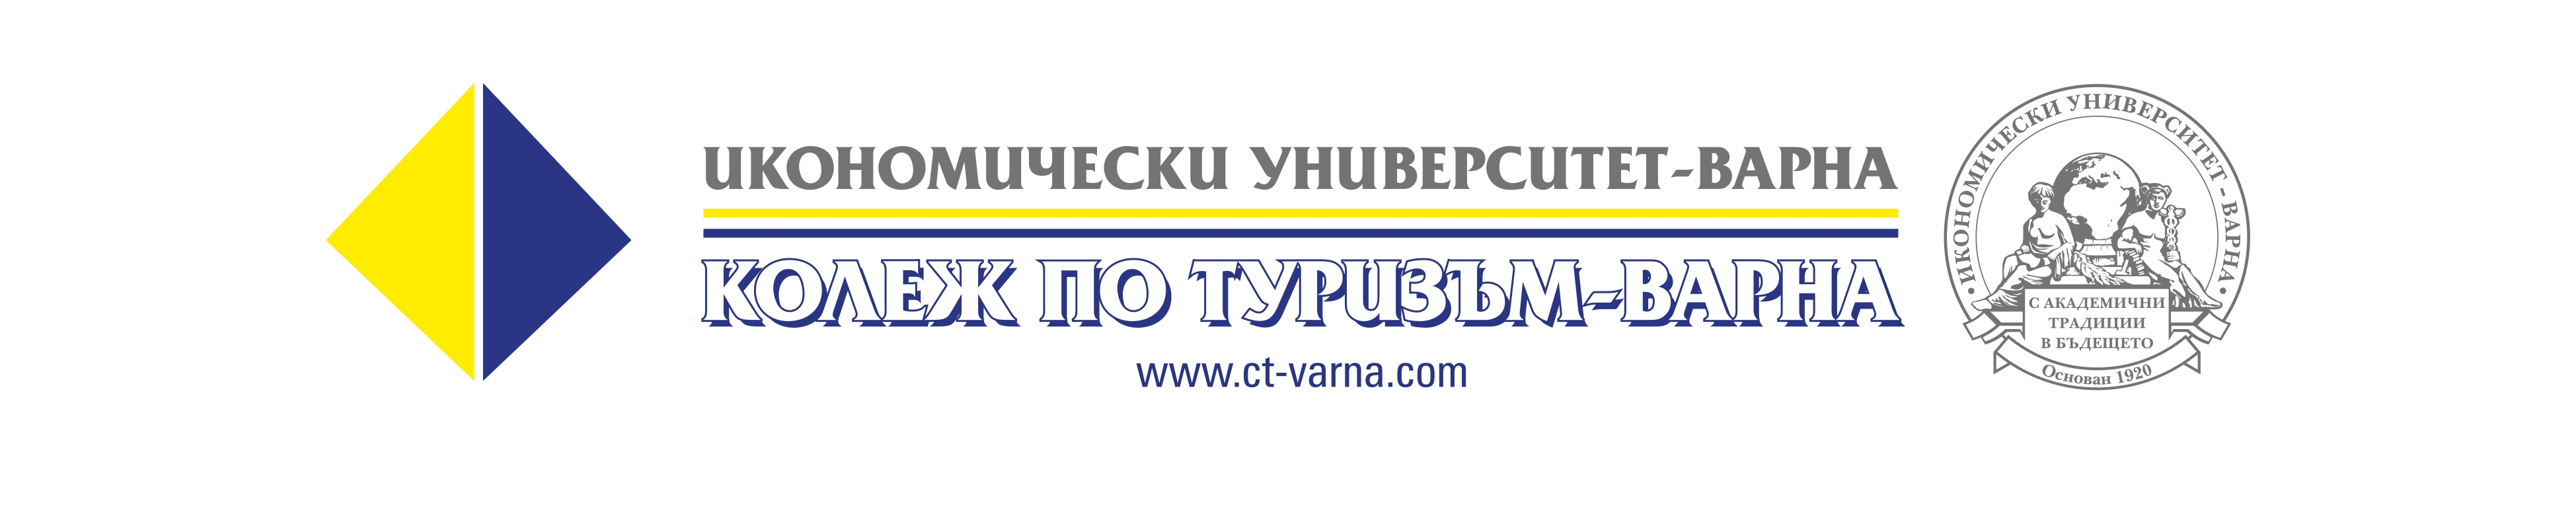 ИКОНОМИЧЕСКИ УНИВЕРСИТЕТ-ВАРНА
КОЛЕЖ ПО ТУРИЗЪМ-ВАРНА
www.ct-varna.com
• ИКОНОМИЧЕСКИ УНИВЕРСИТЕТ - ВАРНА •
С АКАДЕМИЧНИ
ТРАДИЦИИ
В БЪДЕЩЕТО
Основан 1920